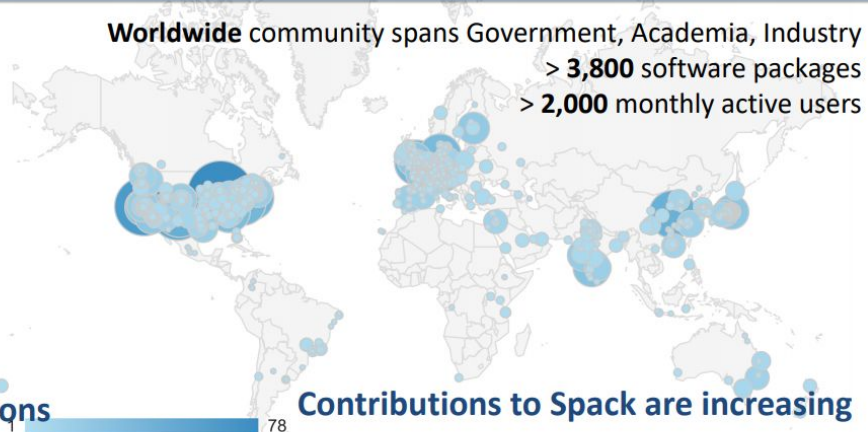 Worldwide community spans Government, Academia, Industry
> 3,800 software packages
> 2,000 monthly active users
ons
1 78
Contributions to Spack are increasing